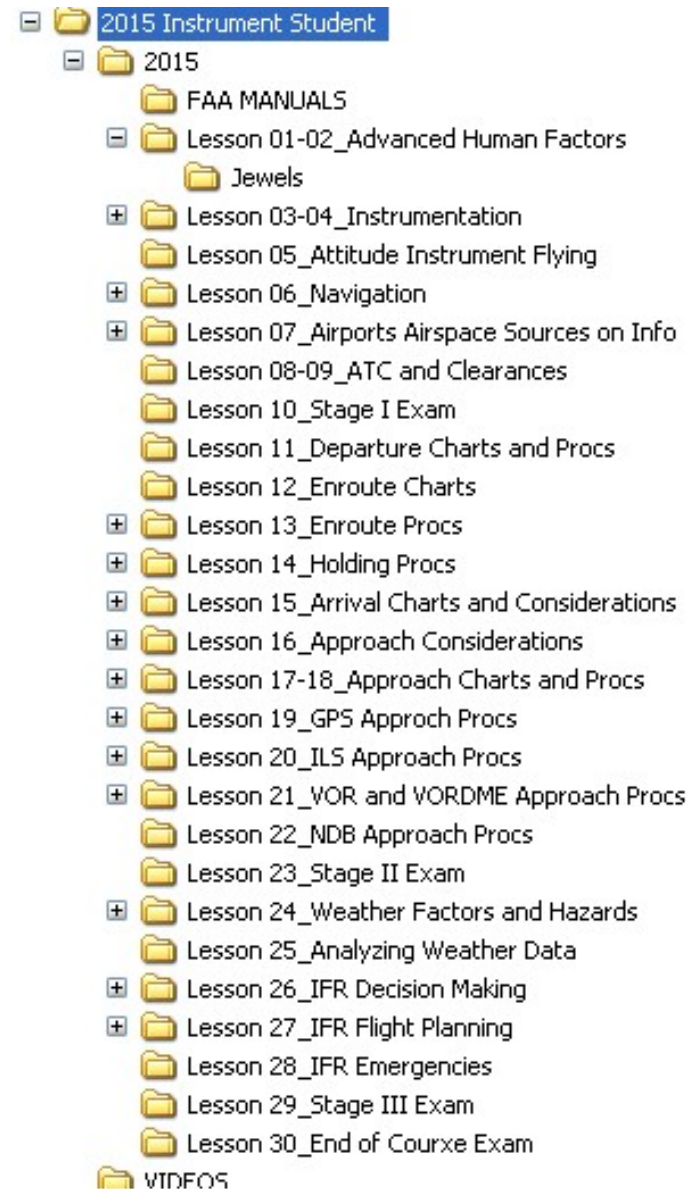 2015 Instrument Student
2015
FAA MANUALS
Lesson 01-02_Advanced Human Factors
Jewels
Lesson 03-04_Instrumentation
Lesson 05_Attitude Instrument Flying
Lesson 06_Navigation
Lesson 07_Airports Airspace Sources on Info
Lesson 08-09_ATC and Clearances
Lesson 10_Stage I Exam
Lesson 11_Departure Charts and Procs
Lesson 12_Enroute Charts
Lesson 13_Enroute Procs
Lesson 14_Holding Procs
Lesson 15_Arrival Charts and Considerations
Lesson 16_Approach Considerations
Lesson 17-18_Approach Charts and Procs
Lesson 19_GPS Approch Procs
Lesson 20_ILS Approach Procs
Lesson 21_VOR and VORDME Approach Procs
Lesson 22_NDB Approach Procs
Lesson 23_Stage II Exam
Lesson 24_Weather Factors and Hazards
Lesson 25_Analyzing Weather Data
Lesson 26_IFR Decision Making
Lesson 27_IFR Flight Planning
Lesson 28_IFR Emergencies
Lesson 29_Stage III Exam
Lesson 30_End of Courxe Exam
VIDEOS